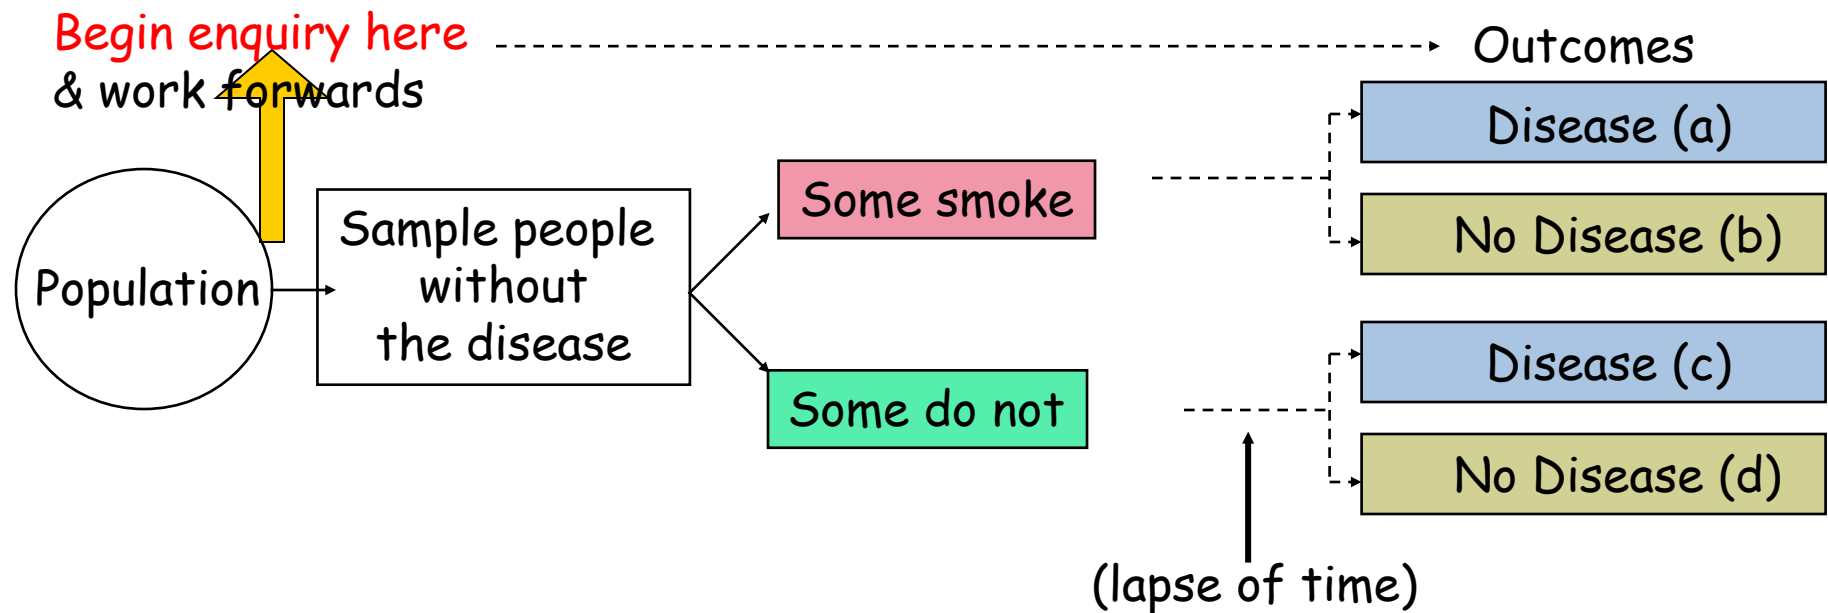 Begin enquiry here
& work forwards
Outcomes
Disease (a)
Some smoke
No Disease (b)
Sample people
without
the disease
Population
Disease (c)
Some do not
No Disease (d)
(lapse of time)